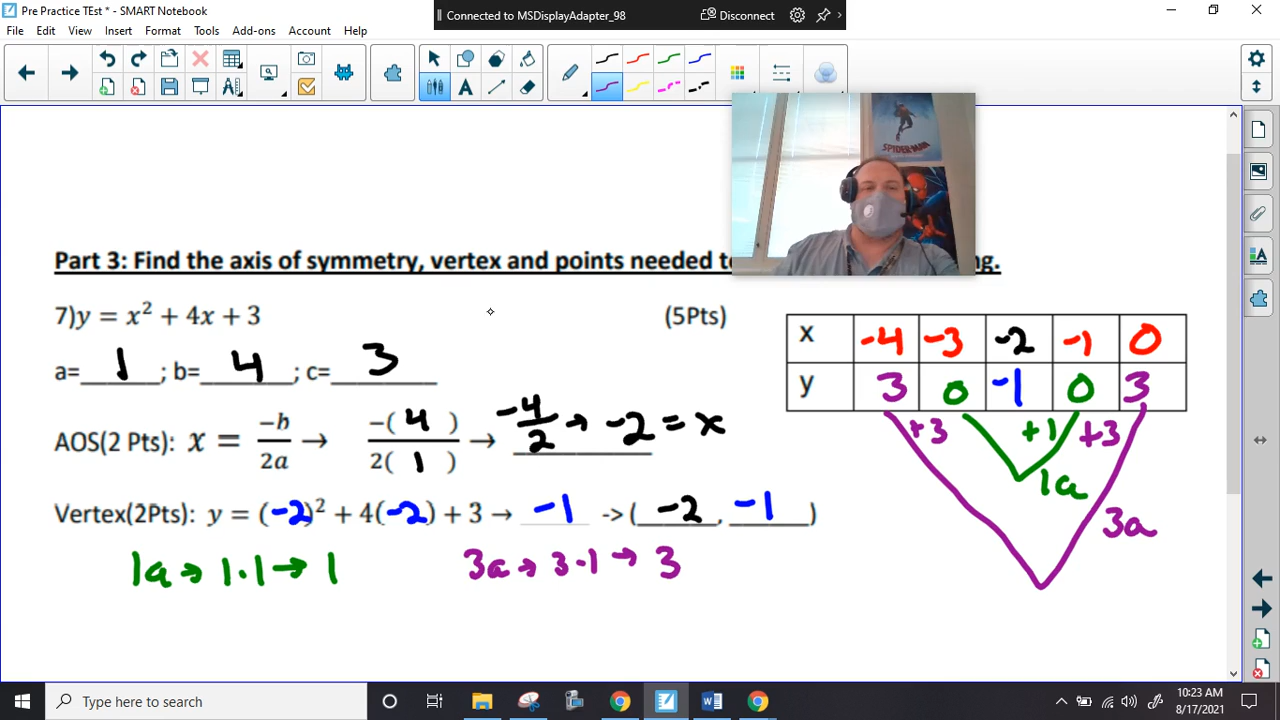 Pre Practice TEst * - SMART Notebook
Connected to MSDisplayAdapter_98
Disconnect
File Edit View Insert Format Tools Add-ons Account Help
SPIDER-MAN
Part 3: Find the axis of symmetry, vertex and points needed t
ng.
7)y = x² + 4x + 3 (5Pts)
a= 1 ; b= 4 ; c= 3
x -4 -3 -2 -1 0
y 3 0 -1 0 3
+3 +1 +3
AOS(2 Pts): x = -b/2a → -(4)/2(1) → -4/2 → -2 = x
1a
3a
Vertex(2Pts): y = (-2)² + 4(-2) + 3 → -1 -> ( -2 , -1 )
1a → 1·1 → 1 3a → 3·1 → 3
Type here to search
10:23 AM
8/17/2021